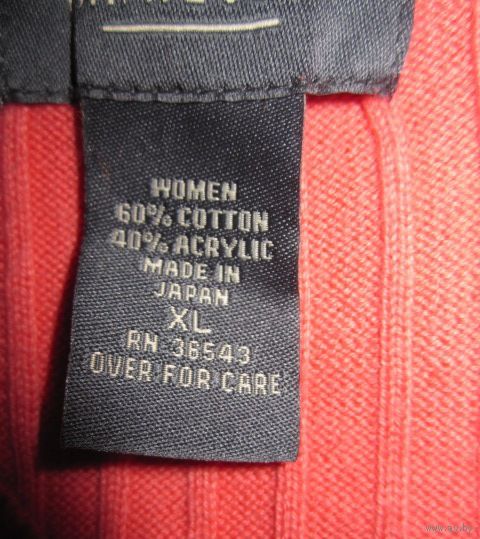 WOMEN
60% COTTON
40% ACRYLIC
MADE IN
JAPAN
XL
RN 36543
OVER FOR CARE